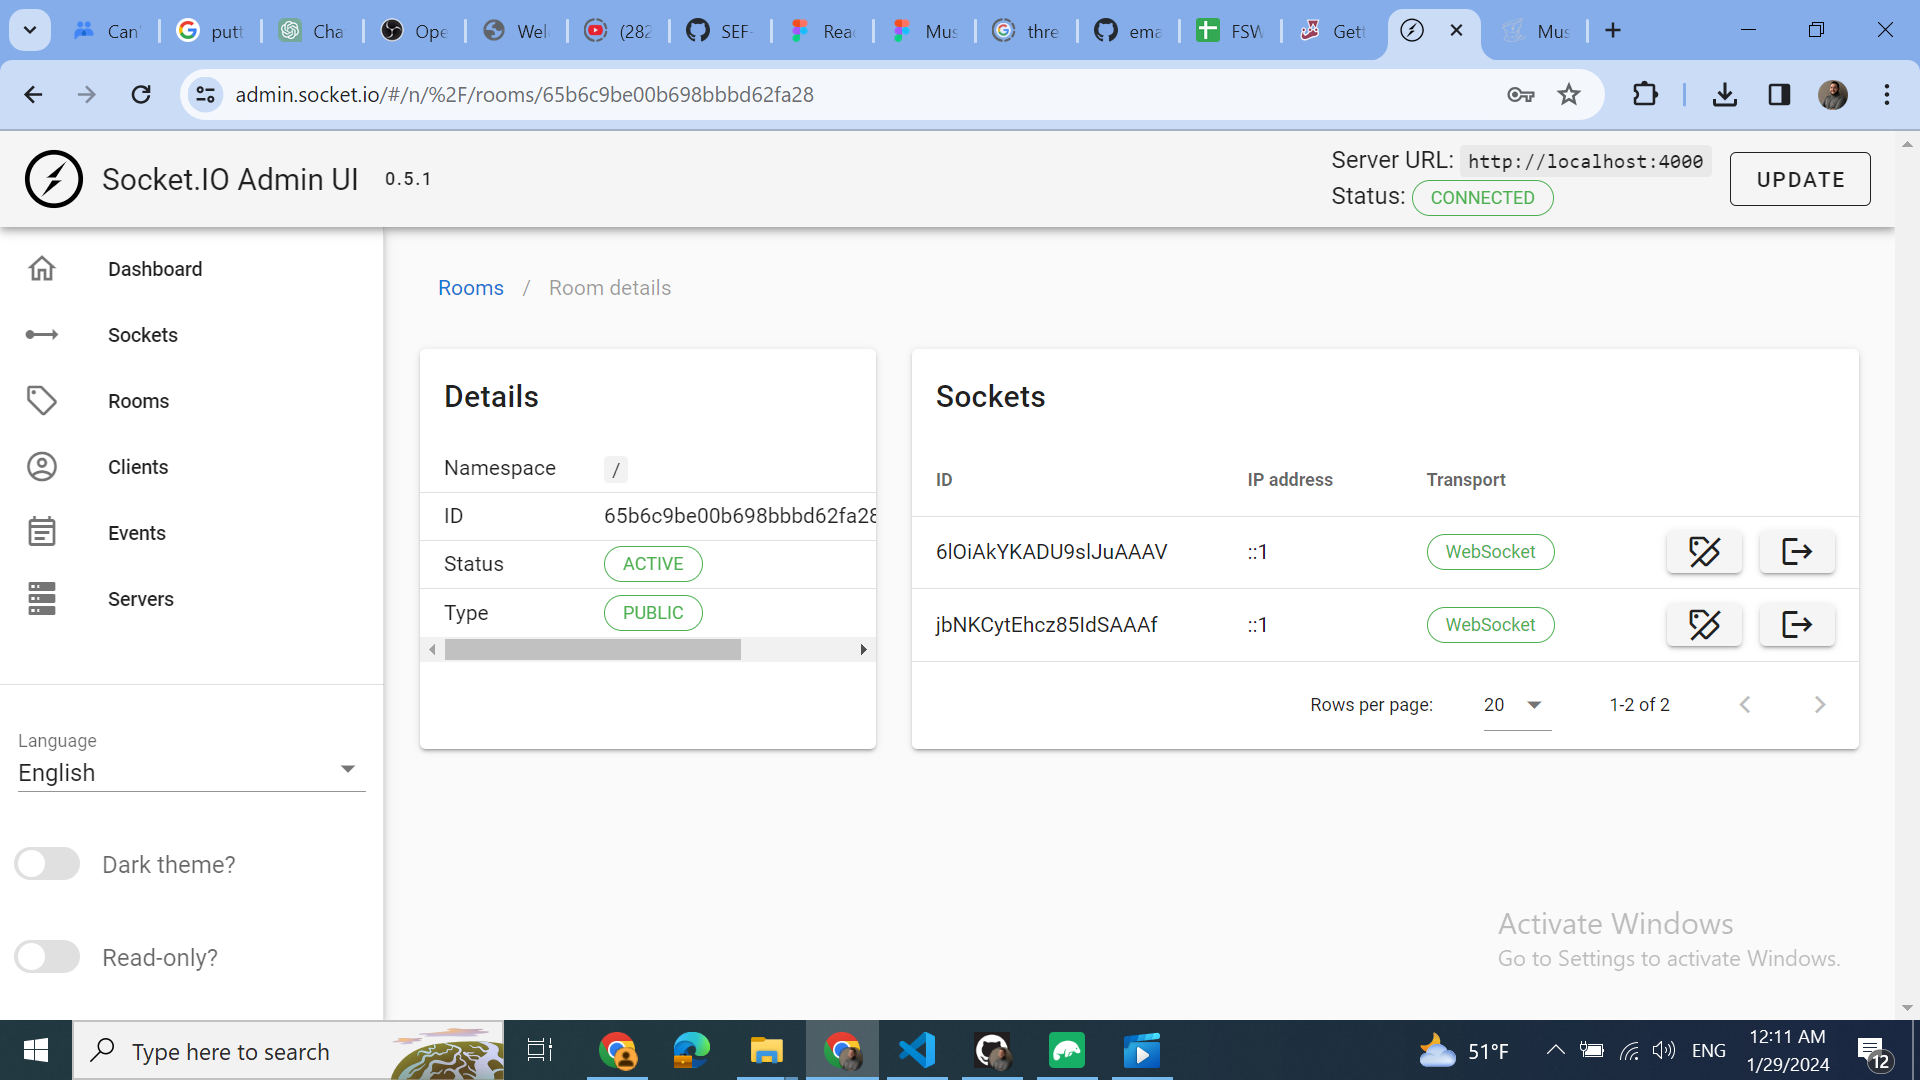 Can'
putt
Cha
Ope
Wel
(282
SEF-
Reac
Mus
thre
ema
FSW
Gett
Mus
admin.socket.io/#/n/%2F/rooms/65b6c9be00b698bbbd62fa28
Socket.IO Admin UI 0.5.1
Server URL: http://localhost:4000
Status: CONNECTED
UPDATE
Dashboard
Sockets
Rooms
Clients
Events
Servers
Language
English
Dark theme?
Read-only?
Rooms / Room details
Details
Namespace /
ID 65b6c9be00b698bbbd62fa28
Status ACTIVE
Type PUBLIC
Sockets
ID IP address Transport
6lOiAkYKADU9slJuAAAV ::1 WebSocket
jbNKCytEhcz85IdSAAAf ::1 WebSocket
Rows per page: 20 1-2 of 2
Activate Windows
Go to Settings to activate Windows.
Type here to search
51°F
ENG
12:11 AM
1/29/2024
12